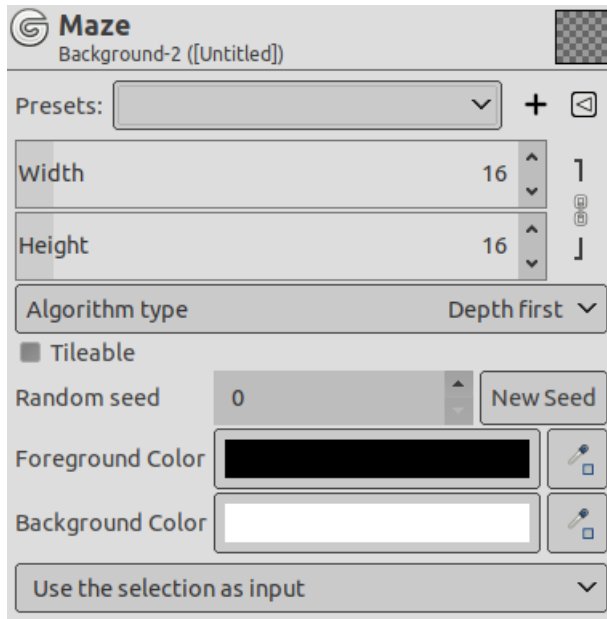 Maze
Background-2 ([Untitled])
Presets:
Width 16
Height 16
Algorithm type Depth first
Tileable
Random seed 0 New Seed
Foreground Color
Background Color
Use the selection as input